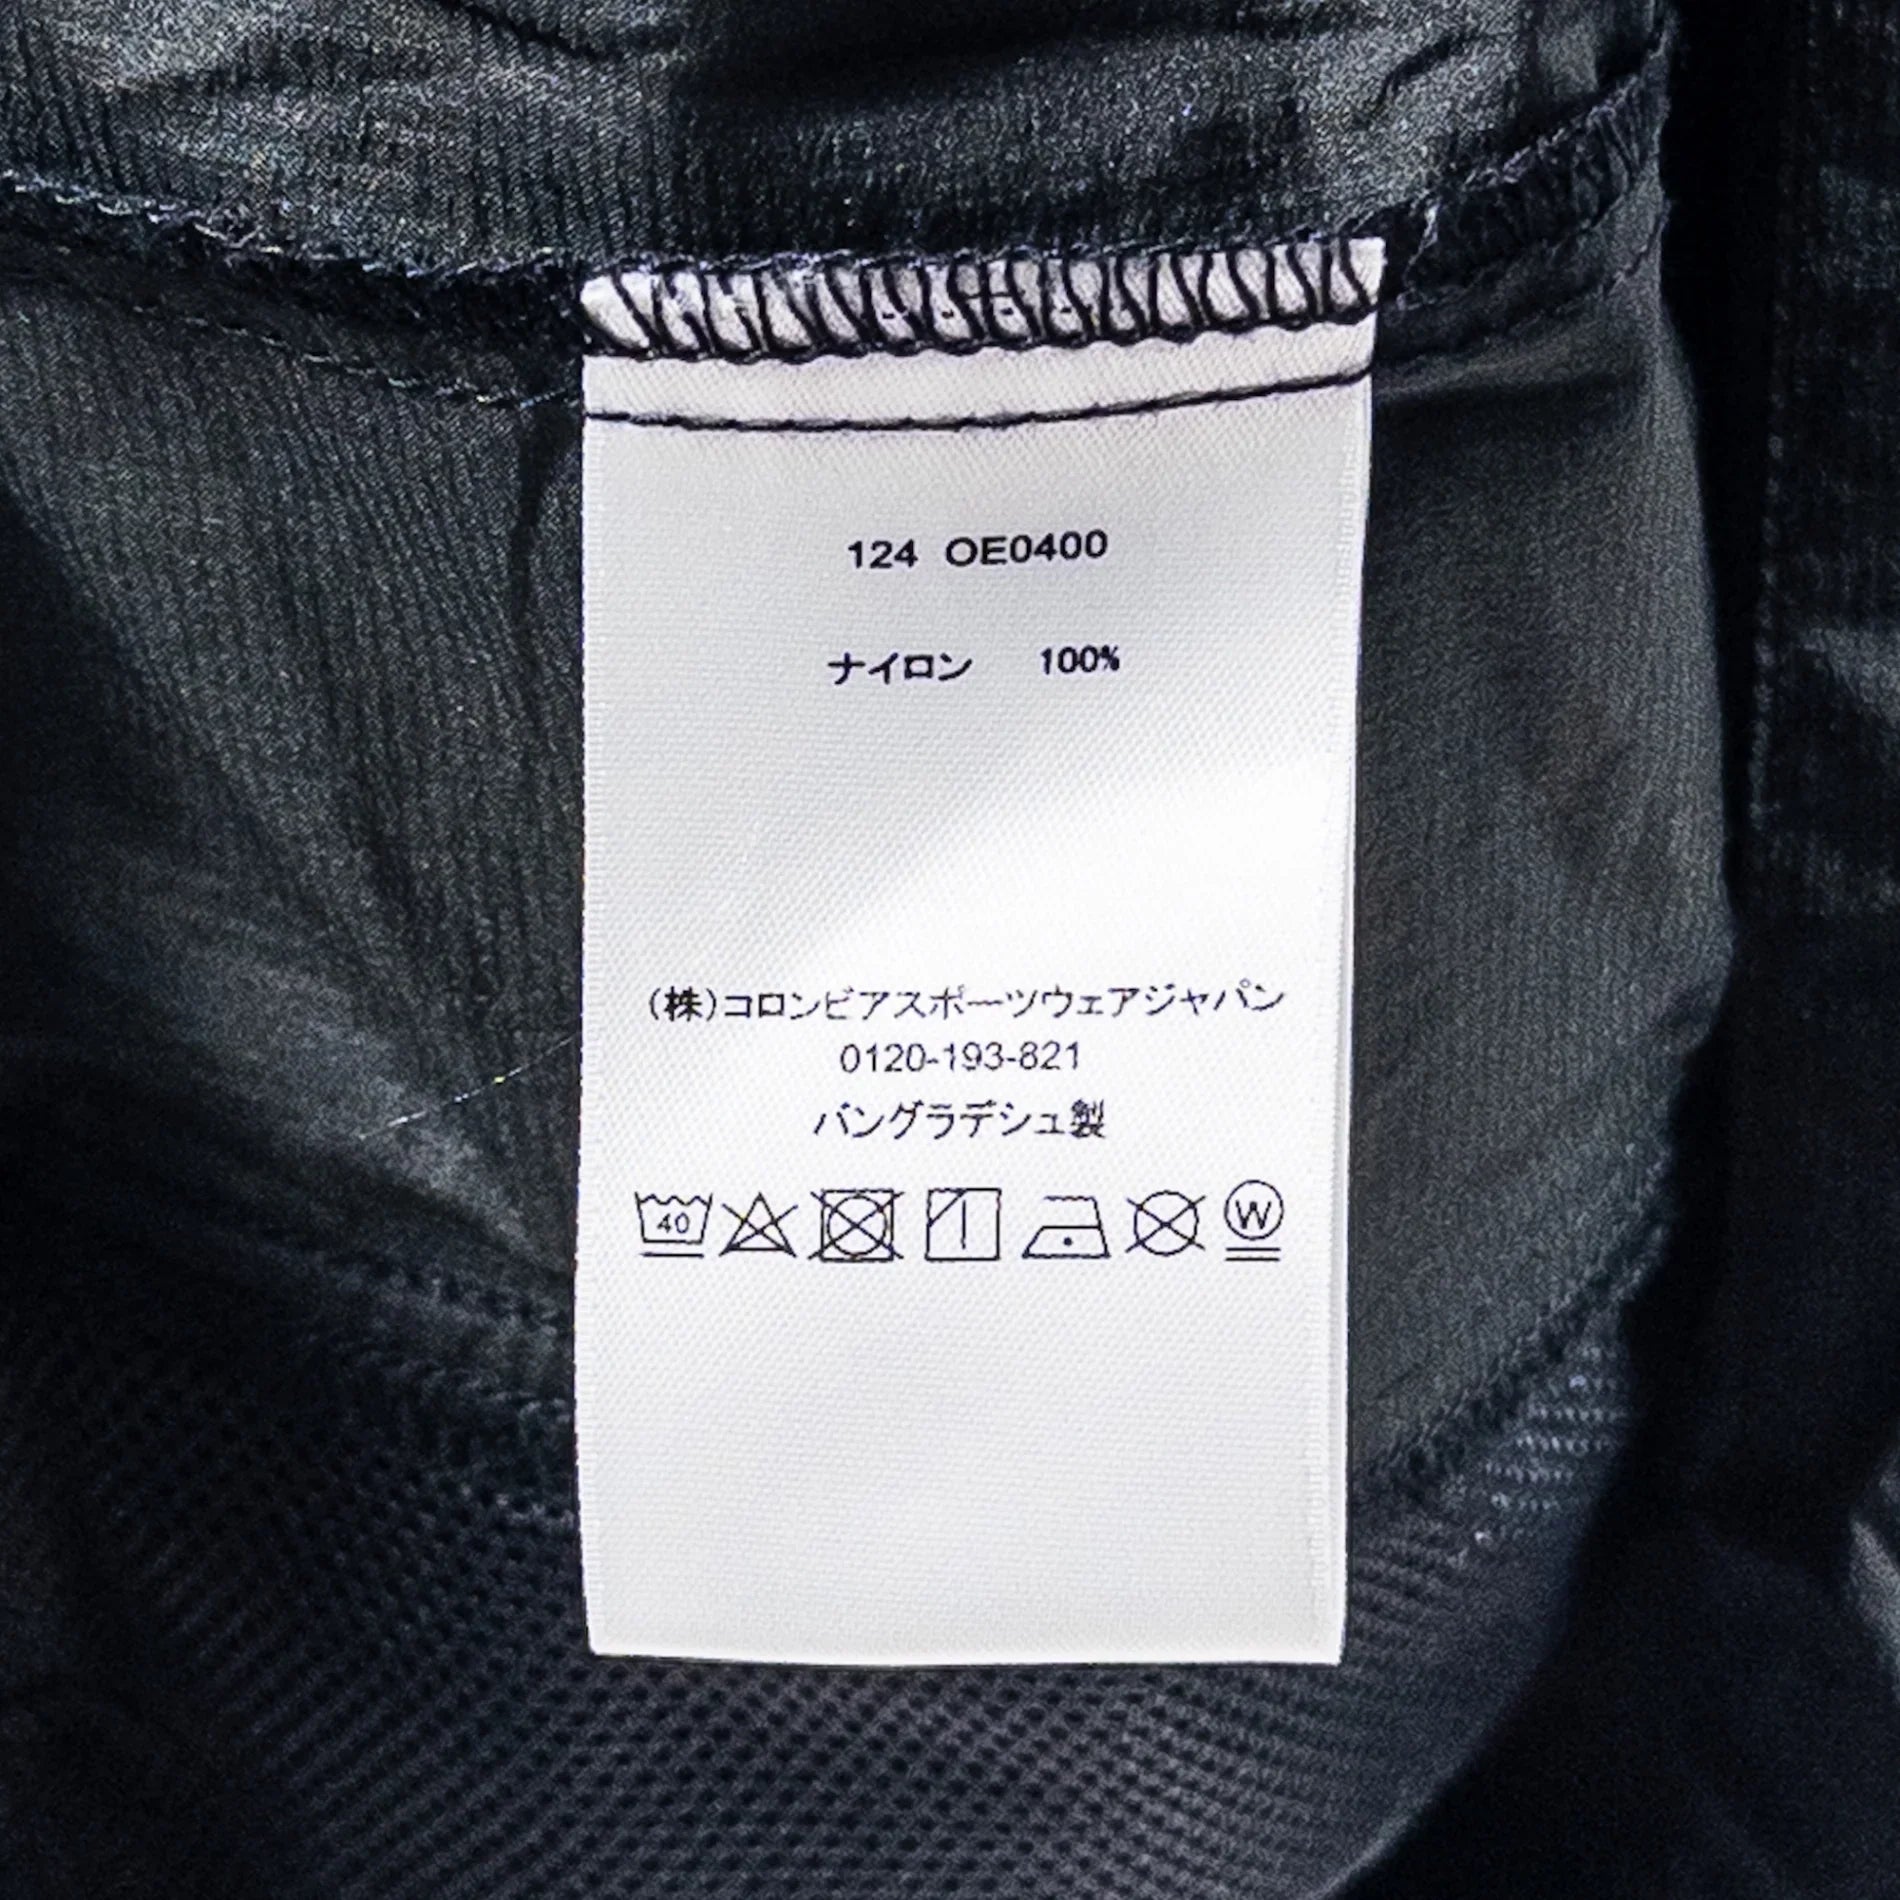 124 OE0400
ナイロン 100%
(株)コロンビアスポーツウェアジャパン
0120-193-821
バングラデシュ製
40 W